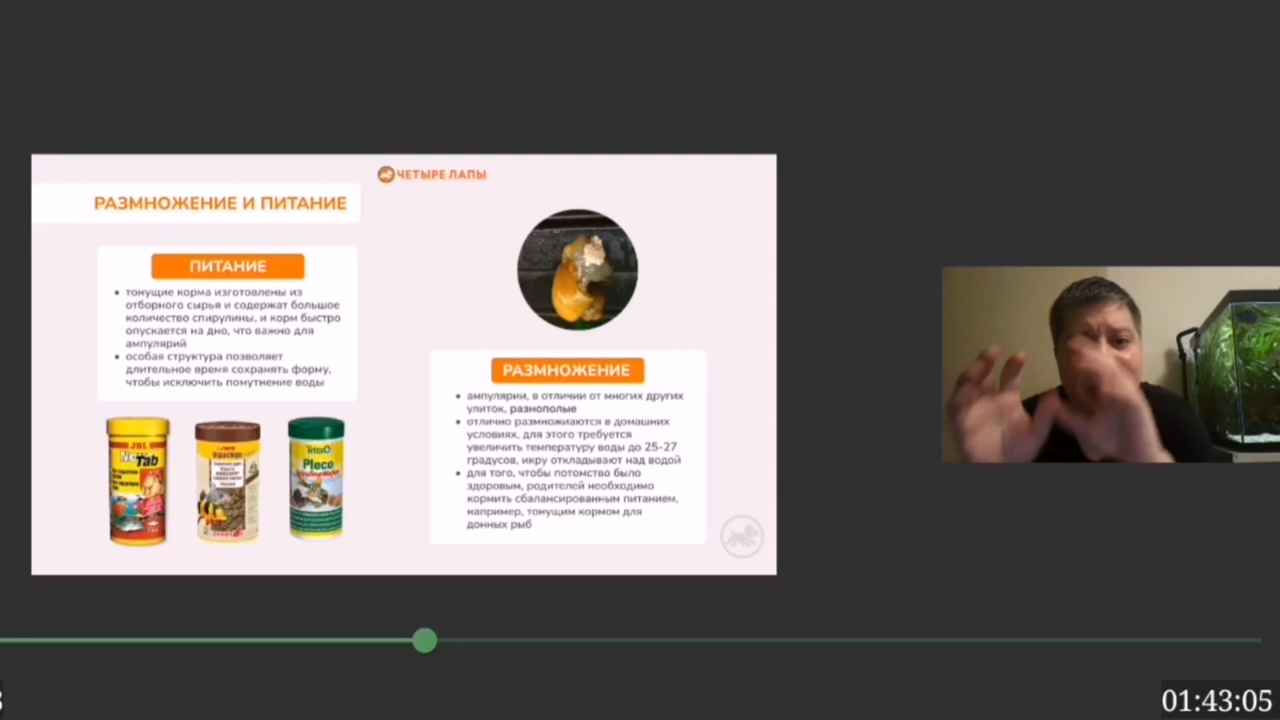 ЧЕТЫРЕ ЛАПЫ
РАЗМНОЖЕНИЕ И ПИТАНИЕ
ПИТАНИЕ
• тонущие корма изготовлены из
отборного сырья и содержат большое
количество спирулины, и корм быстро
опускается на дно, что важно для
ампулярий
• особая структура позволяет
длительное время сохранять форму,
чтобы исключить помутнение воды
JBL
NovoTab
sera
Tetra
Pleco
РАЗМНОЖЕНИЕ
• ампулярии, в отличии от многих других
улиток, разнополые
• отлично размножиаются в домашних
условиях, для этого требуется
увеличить температуру воды до 25-27
градусов, икру откладывают над водой
• для того, чтобы потомство было
здоровым, родителей необходимо
кормить сбалансированным питанием,
например, тонущим кормом для
донных рыб
01:43:05